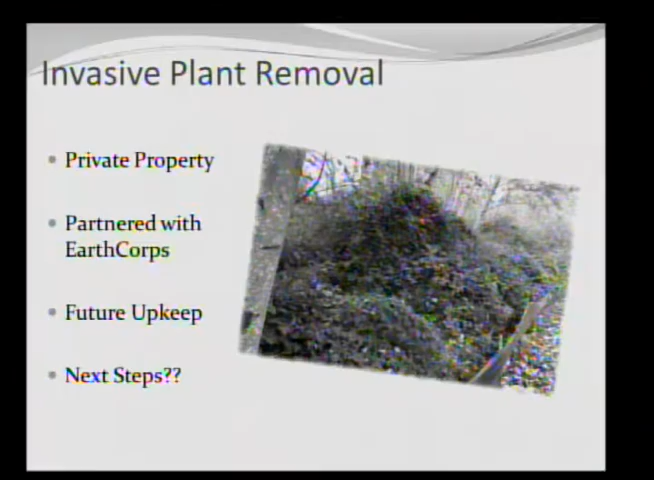 Invasive Plant Removal
Private Property
Partnered with
EarthCorps
Future Upkeep
Next Steps??